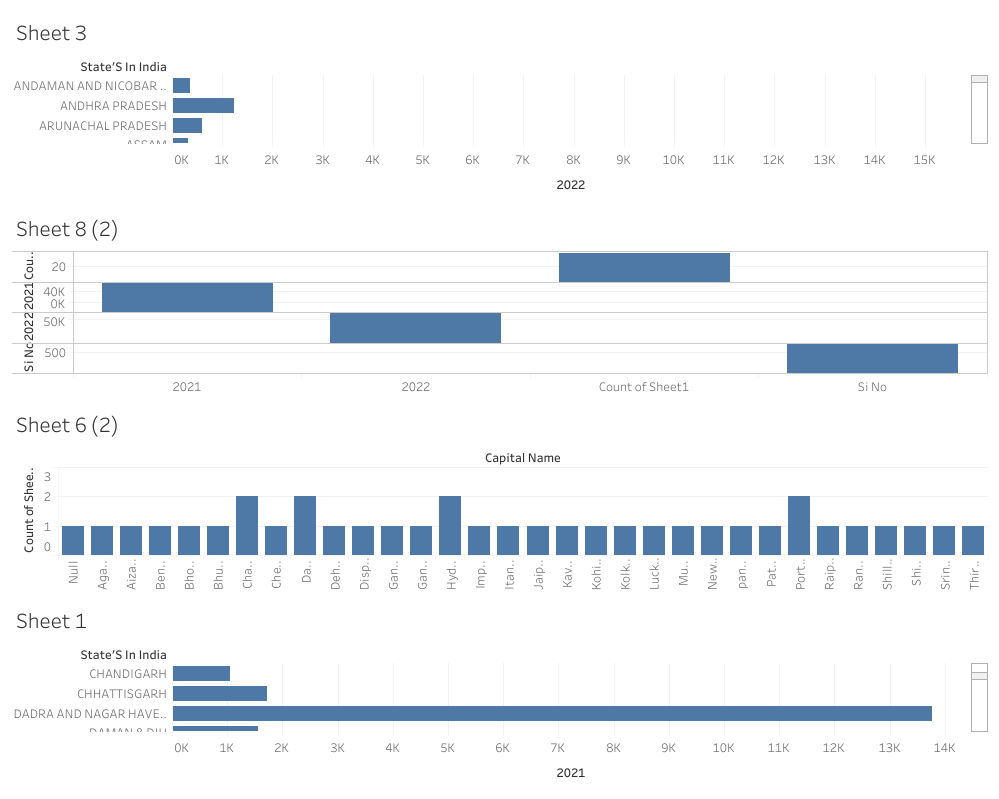 Sheet 3
State'S In India
ANDAMAN AND NICOBAR ..
ANDHRA PRADESH
ARUNACHAL PRADESH
ASSAM
0K 1K 2K 3K 4K 5K 6K 7K 8K 9K 10K 11K 12K 13K 14K 15K
2022
Sheet 8 (2)
Cou..
20
2021
40K
0K
2022
50K
Si No
500
2021 2022 Count of Sheet1 Si No
Sheet 6 (2)
Capital Name
Count of Shee..
3
2
1
0
Null Aga.. Aiza.. Ben.. Bho.. Bhu.. Cha.. Che.. Da.. Deh.. Disp.. Gan.. Gan.. Hyd.. Imp.. Itan.. Jaip.. Kav.. Kohi.. Kolk.. Luck.. Mu.. New.. pan.. Pat.. Port.. Raip.. Ran.. Shill.. Shi.. Srin.. Thir..
Sheet 1
State'S In India
CHANDIGARH
CHHATTISGARH
DADRA AND NAGAR HAVE..
DAMAN & DIU
0K 1K 2K 3K 4K 5K 6K 7K 8K 9K 10K 11K 12K 13K 14K
2021